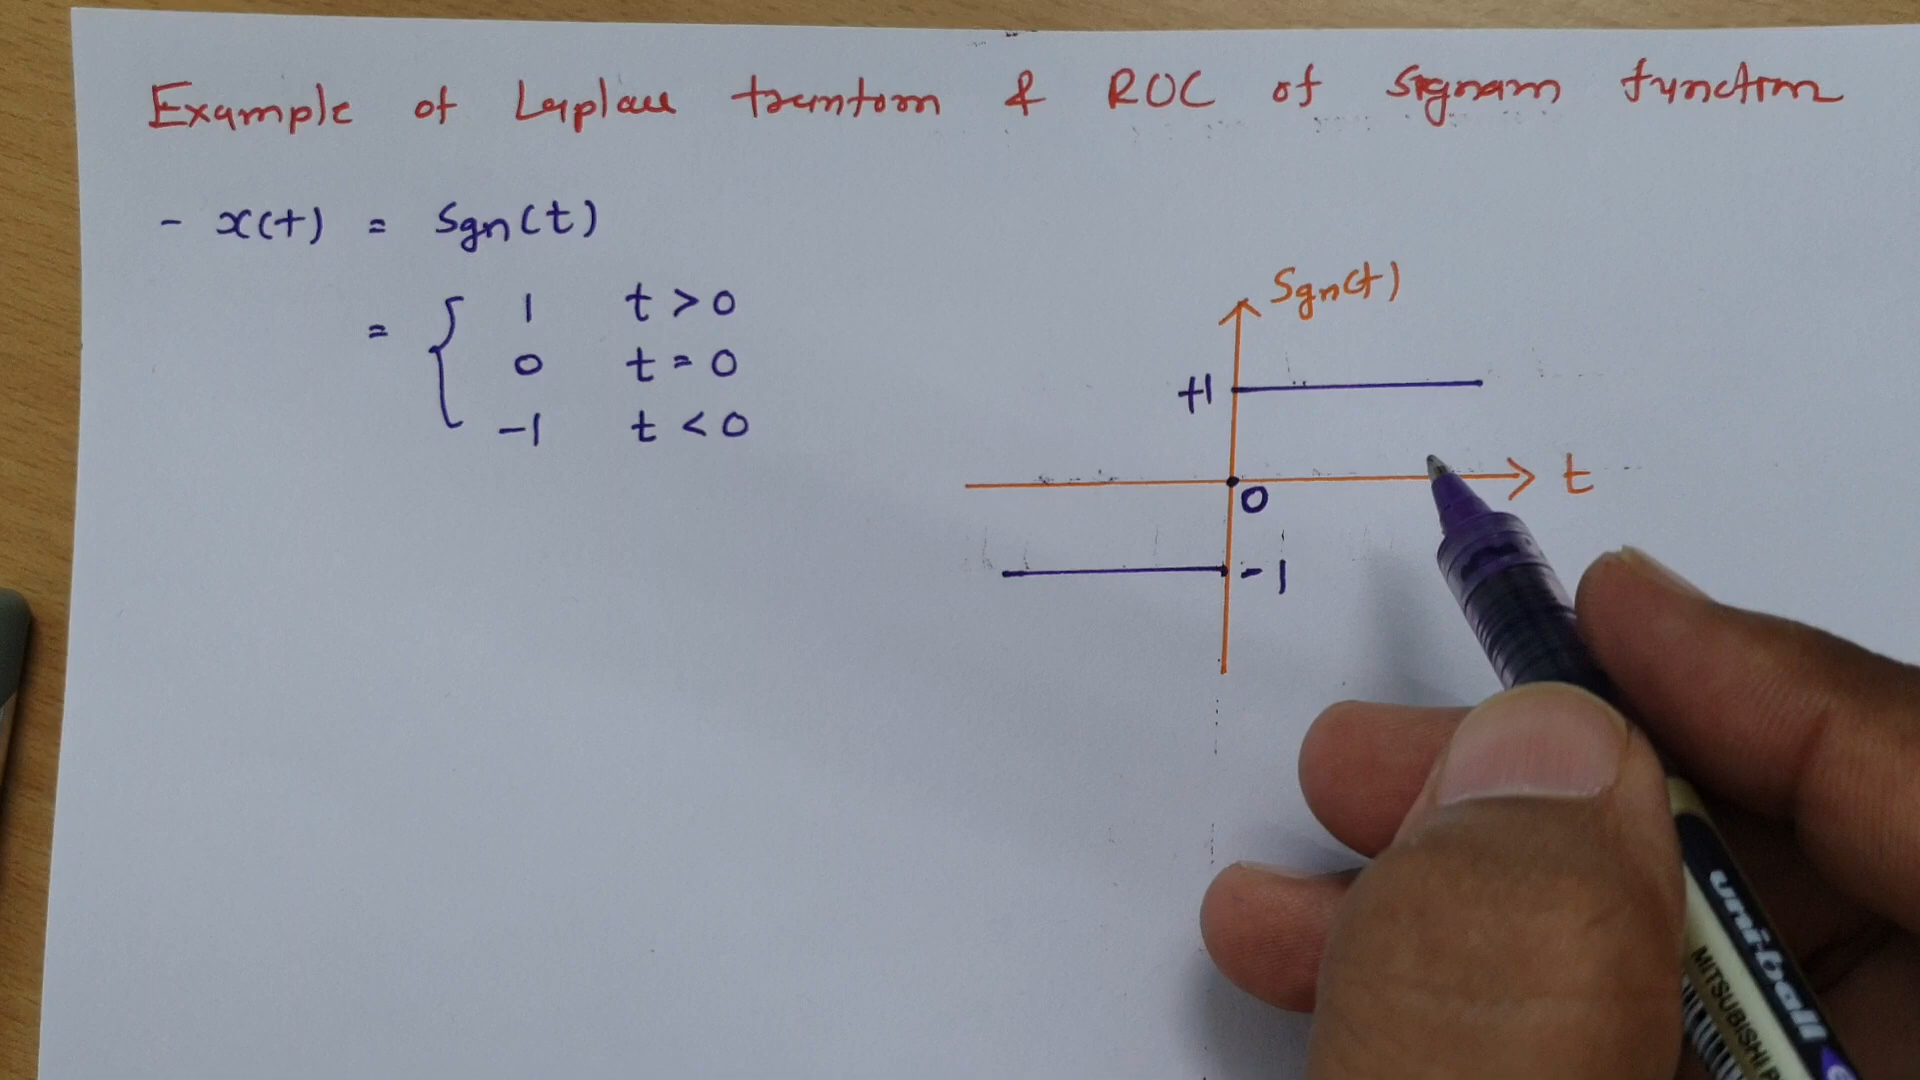 Example of Laplace transform & ROC of signum function
- x(t) = Sgn(t)
= { 1 t > 0
0 t = 0
-1 t < 0
Sgn(t)
+1
t
0
-1
uni-ball
MITSUBISHI P